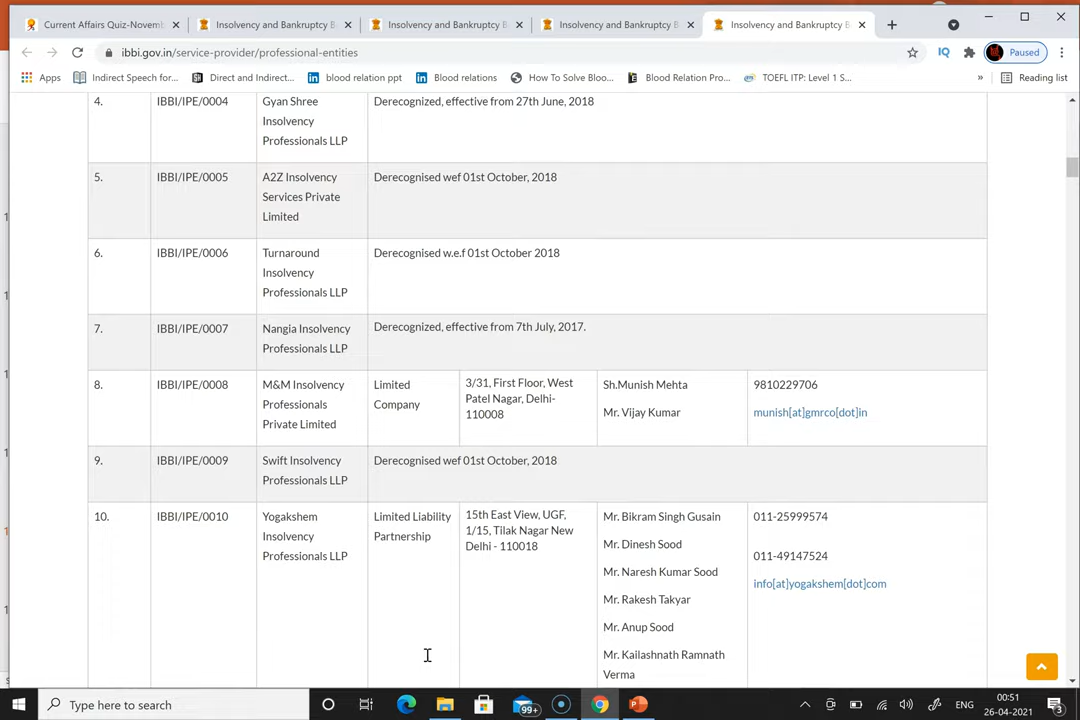 Current Affairs Quiz-Novemb
Insolvency and Bankruptcy B
Insolvency and Bankruptcy B
Insolvency and Bankruptcy B
Insolvency and Bankruptcy B
ibbi.gov.in/service-provider/professional-entities
IQ
Paused
Apps
Indirect Speech for...
Direct and Indirect...
blood relation ppt
Blood relations
How To Solve Bloo...
Blood Relation Pro...
TOEFL ITP: Level 1 S...
»
Reading list
4.
IBBI/IPE/0004
Gyan Shree
Insolvency
Professionals LLP
Derecognized, effective from 27th June, 2018
5.
IBBI/IPE/0005
A2Z Insolvency
Services Private
Limited
Derecognised wef 01st October, 2018
6.
IBBI/IPE/0006
Turnaround
Insolvency
Professionals LLP
Derecognised w.e.f 01st October 2018
7.
IBBI/IPE/0007
Nangia Insolvency
Professionals LLP
Derecognized, effective from 7th July, 2017.
8.
IBBI/IPE/0008
M&M Insolvency
Professionals
Private Limited
Limited
Company
3/31, First Floor, West
Patel Nagar, Delhi-
110008
Sh.Munish Mehta
Mr. Vijay Kumar
9810229706
munish[at]gmrco[dot]in
9.
IBBI/IPE/0009
Swift Insolvency
Professionals LLP
Derecognised wef 01st October, 2018
10.
IBBI/IPE/0010
Yogakshem
Insolvency
Professionals LLP
Limited Liability
Partnership
15th East View, UGF,
1/15, Tilak Nagar New
Delhi - 110018
Mr. Bikram Singh Gusain
Mr. Dinesh Sood
Mr. Naresh Kumar Sood
Mr. Rakesh Takyar
Mr. Anup Sood
Mr. Kailashnath Ramnath
Verma
011-25999574
011-49147524
info[at]yogakshem[dot]com
Type here to search
99+
ENG
00:51
26-04-2021
3